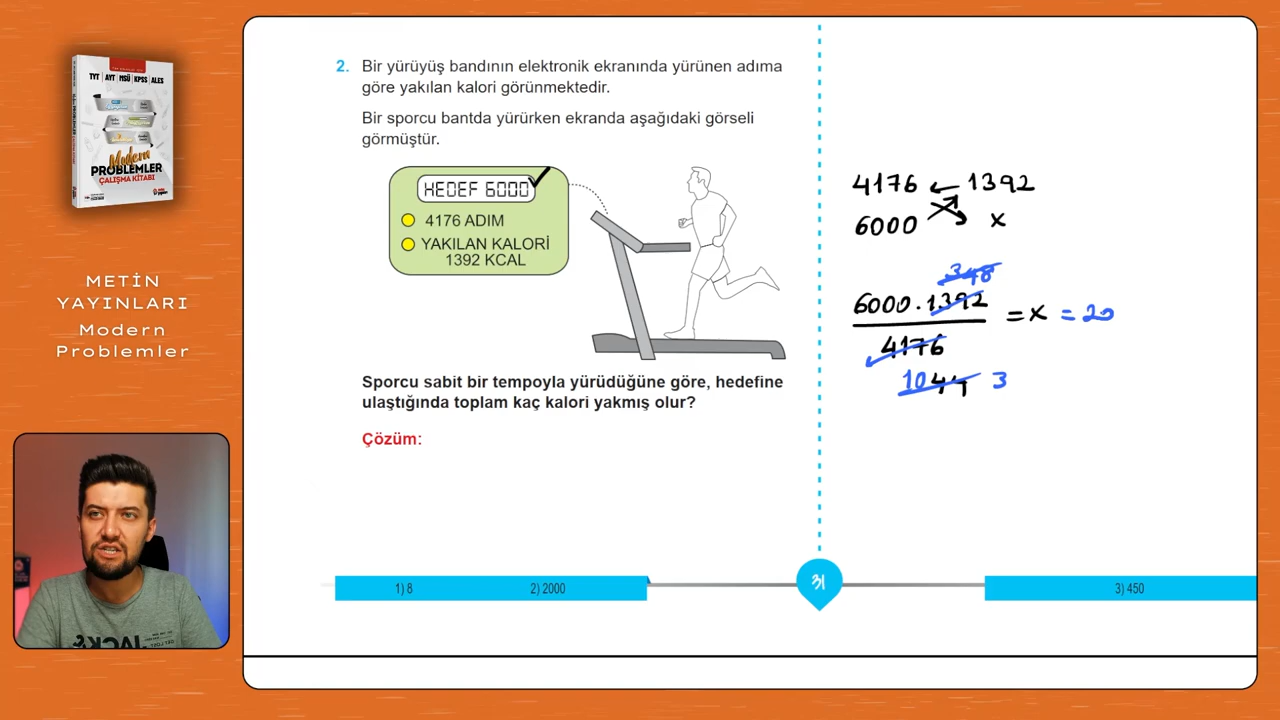 TYT AYT MSÜ KPSS ALES
Modern
PROBLEMLER
ÇALIŞMA KİTABI
METİN
YAYINLARI
Modern
Problemler
2. Bir yürüyüş bandının elektronik ekranında yürünen adıma
göre yakılan kalori görünmektedir.
Bir sporcu bantda yürürken ekranda aşağıdaki görseli
görmüştür.
HEDEF 6000
4176 ADIM
YAKILAN KALORİ
1392 KCAL
Sporcu sabit bir tempoyla yürüdüğüne göre, hedefine
ulaştığında toplam kaç kalori yakmış olur?
Çözüm:
4176 1392
6000 x
348
6000 . 1392
= x = 20
4176
1044 3
1) 8 2) 2000
31
3) 450